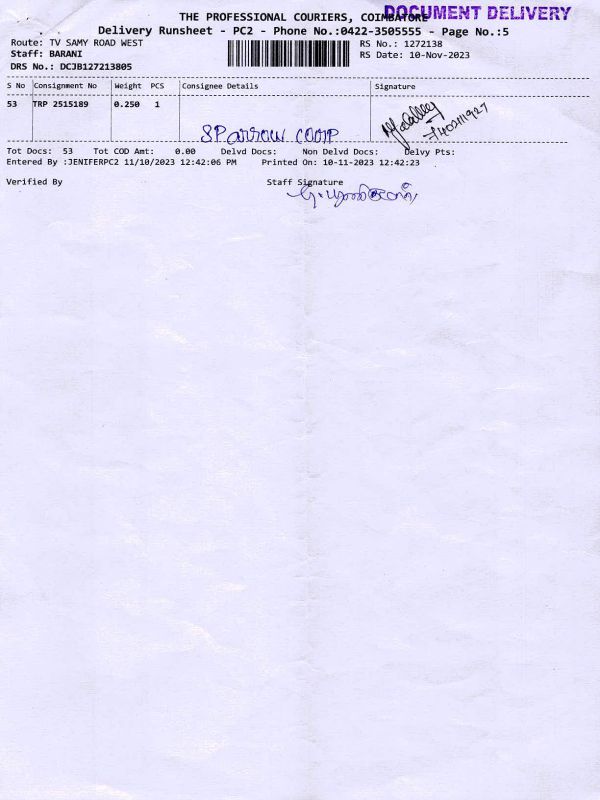 THE PROFESSIONAL COURIERS, COIMBATORE
DOCUMENT DELIVERY
Delivery Runsheet - PC2 - Phone No.:0422-3505555 - Page No.:5
Route: TV SAMY ROAD WEST
RS No.: 1272138
Staff: BARANI
RS Date: 10-Nov-2023
DRS No.: DCJB127213805
S No Consignment No Weight PCS Consignee Details Signature
53 TRP 2515189 0.250 1
SParrow
Tot Docs: 53 Tot COD Amt: 0.00 Delvd Docs: Non Delvd Docs: Delvy Pts:
Entered By :JENIFERPC2 11/10/2023 12:42:06 PM Printed On: 10-11-2023 12:42:23
Verified By Staff Signature